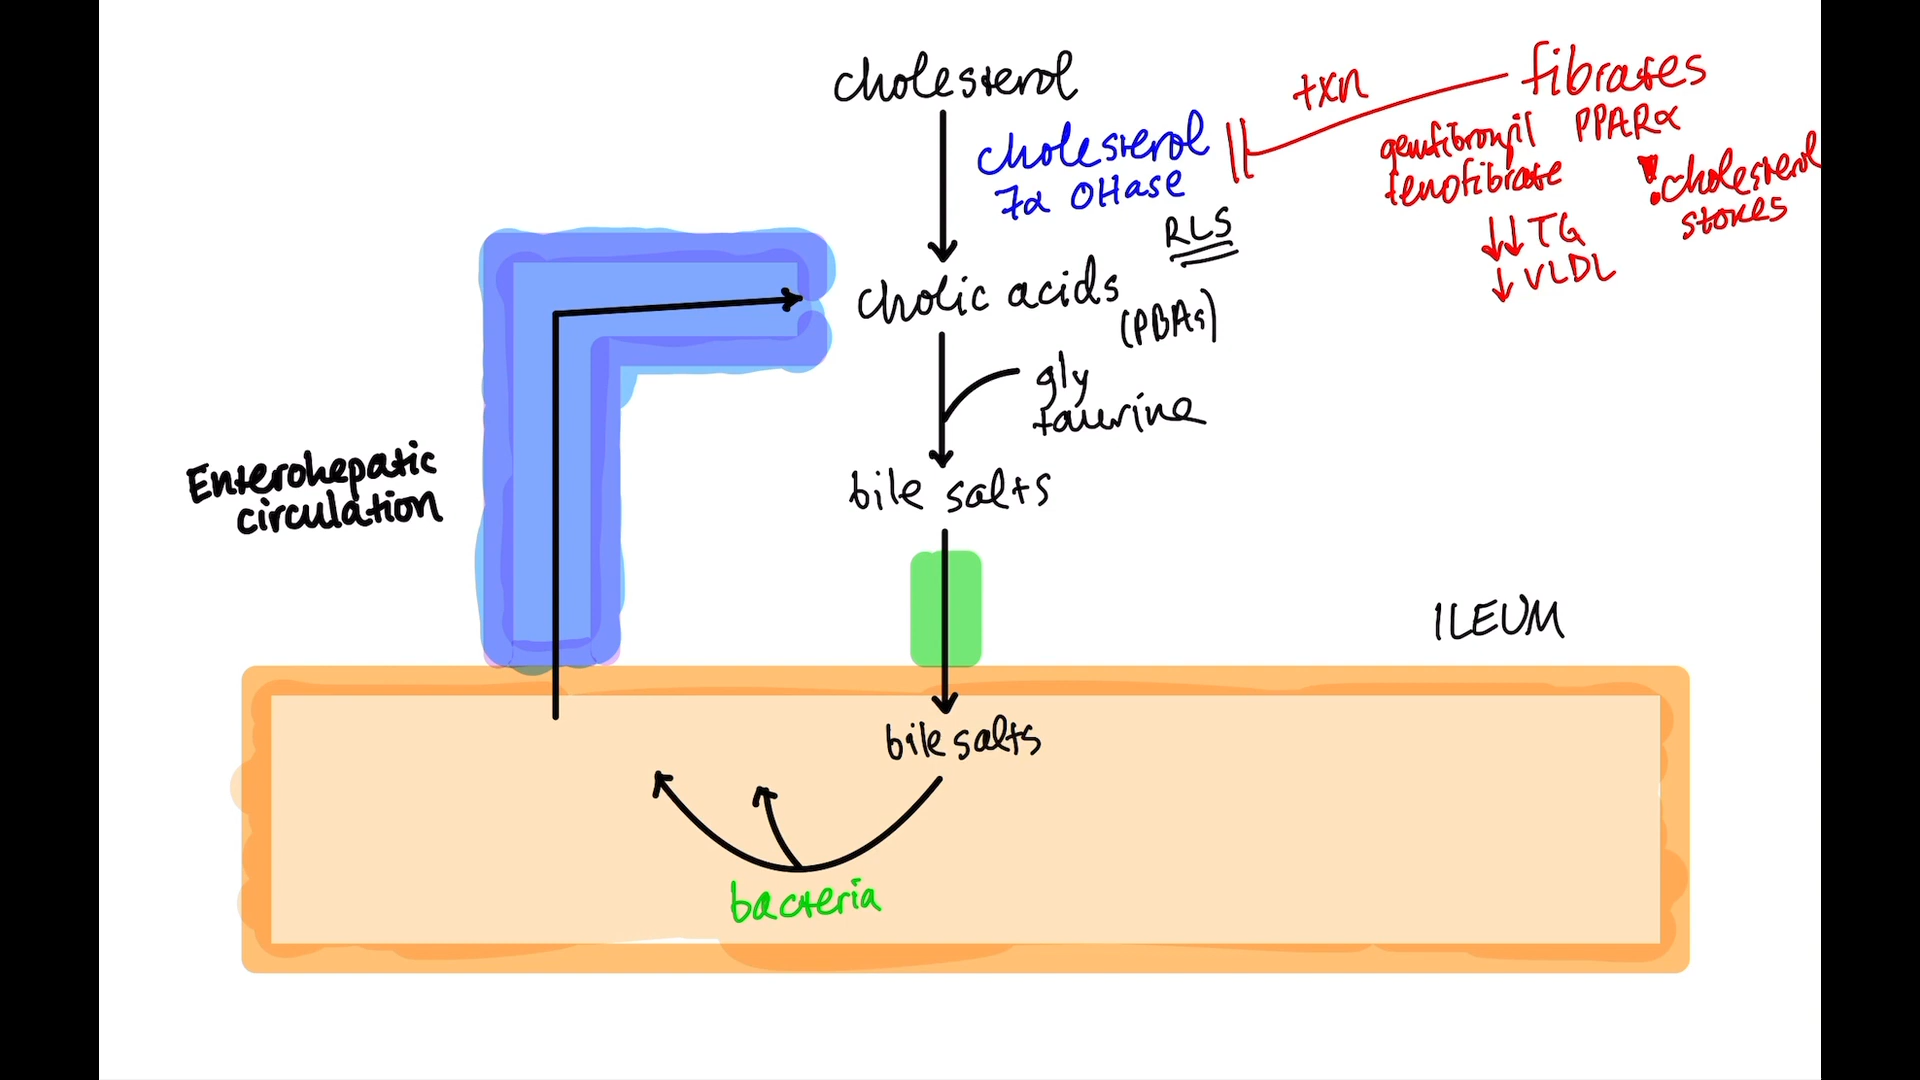 cholesterol
txn
fibrates
cholesterol
7α OHase
gemfibrozil
fenofibrate
PPARα
! cholesterol
stones
↓↓ TG
↓ VLDL
RLS
cholic acids
(PBAs)
gly
taurine
Enterohepatic
circulation
bile salts
ILEUM
bile salts
bacteria